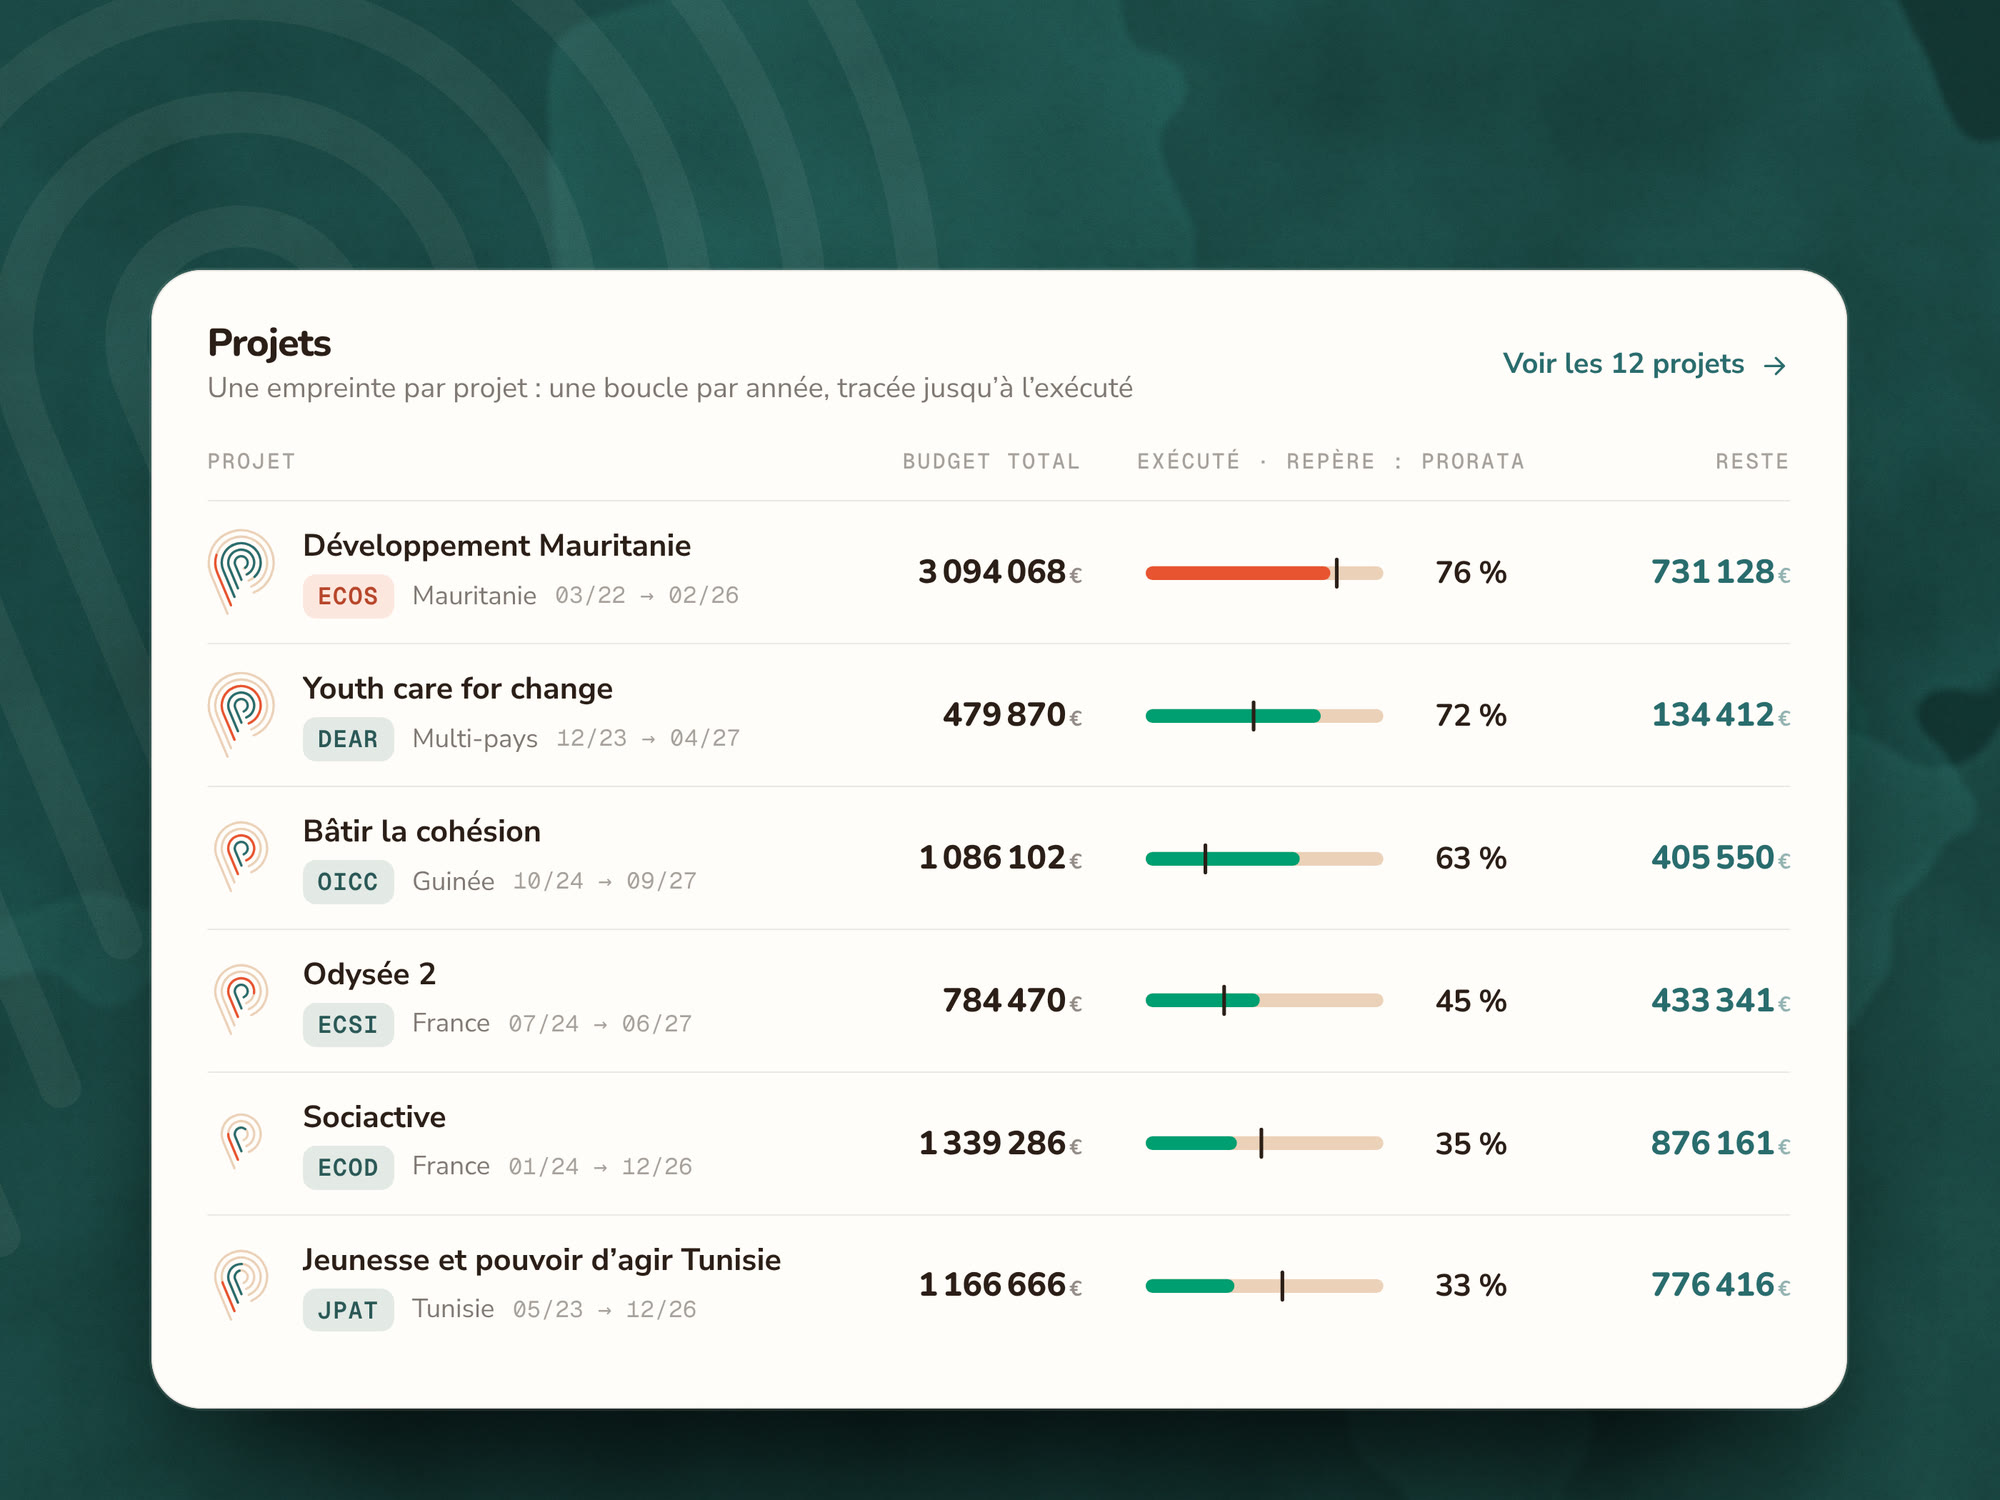 Projets
Une empreinte par projet : une boucle par année, tracée jusqu’à l’exécuté
Voir les 12 projets →
PROJET BUDGET TOTAL EXÉCUTÉ · REPÈRE : PRORATA RESTE
Développement Mauritanie
ECOS Mauritanie 03/22 → 02/26
3 094 068 € 76 % 731 128 €
Youth care for change
DEAR Multi-pays 12/23 → 04/27
479 870 € 72 % 134 412 €
Bâtir la cohésion
OICC Guinée 10/24 → 09/27
1 086 102 € 63 % 405 550 €
Odysée 2
ECSI France 07/24 → 06/27
784 470 € 45 % 433 341 €
Sociactive
ECOD France 01/24 → 12/26
1 339 286 € 35 % 876 161 €
Jeunesse et pouvoir d’agir Tunisie
JPAT Tunisie 05/23 → 12/26
1 166 666 € 33 % 776 416 €